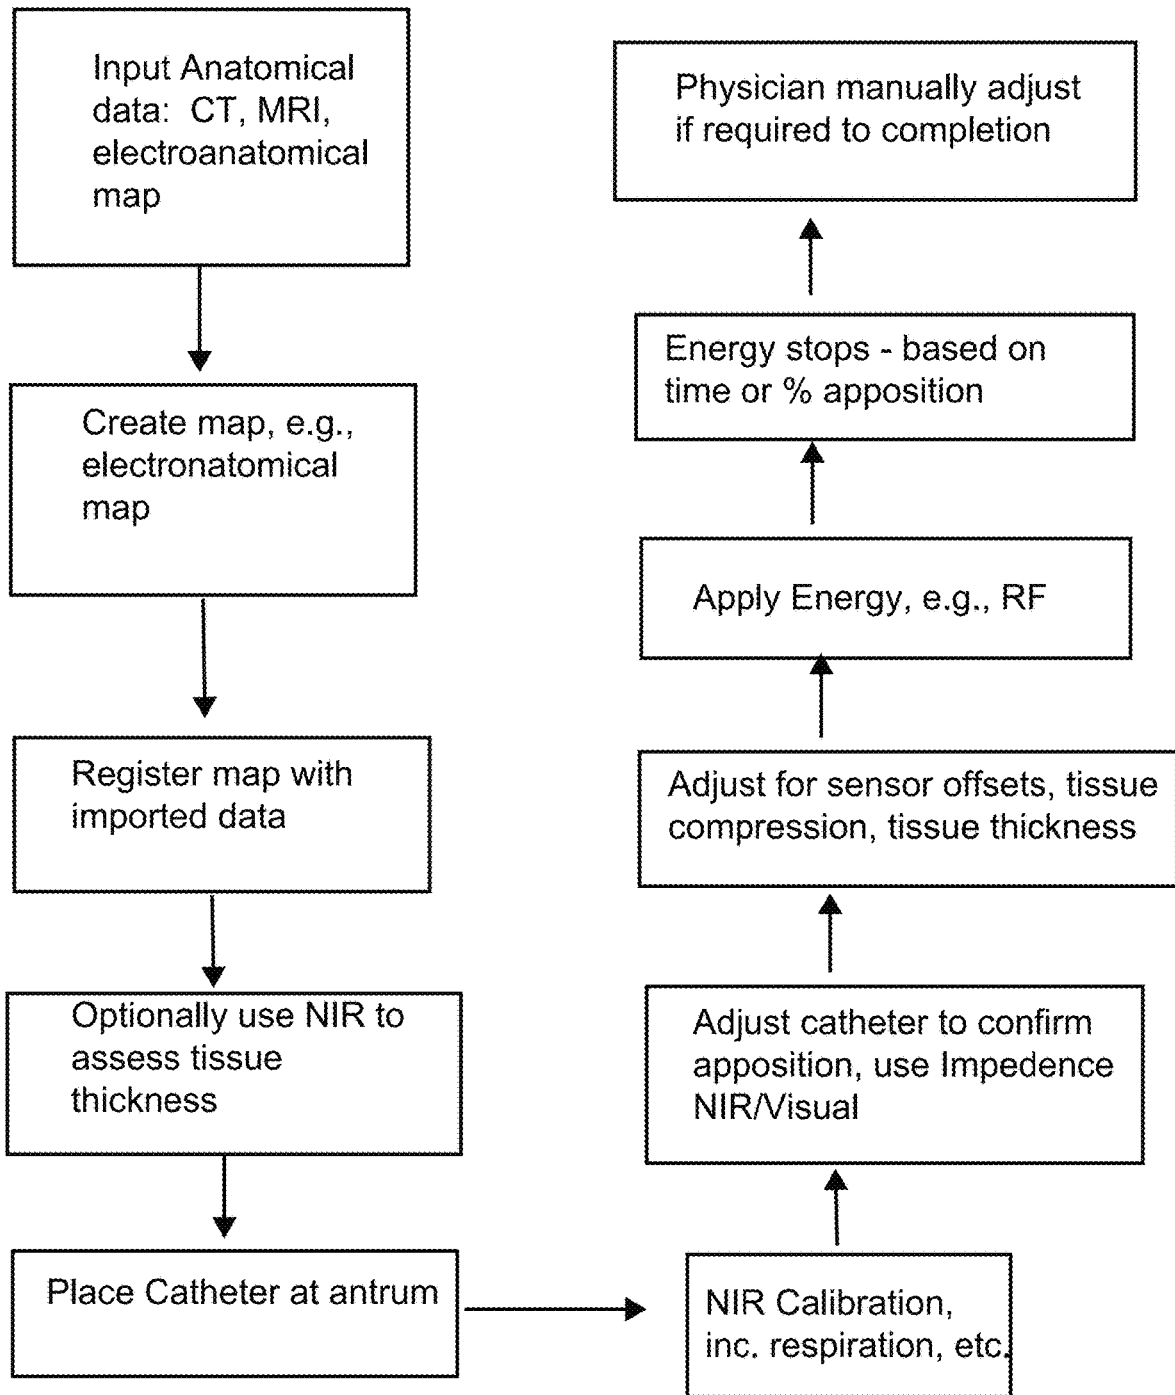 Input Anatomical
data:  CT, MRI,
electroanatomical
map
Create map, e.g.,
electronatomical
map
Register map with
imported data
Optionally use NIR to
assess tissue
thickness
Place Catheter at antrum
NIR Calibration,
inc. respiration, etc.
Adjust catheter to confirm
apposition, use Impedence
NIR/Visual
Adjust for sensor offsets, tissue
compression, tissue thickness
Apply Energy, e.g., RF
Energy stops - based on
time or % apposition
Physician manually adjust
if required to completion